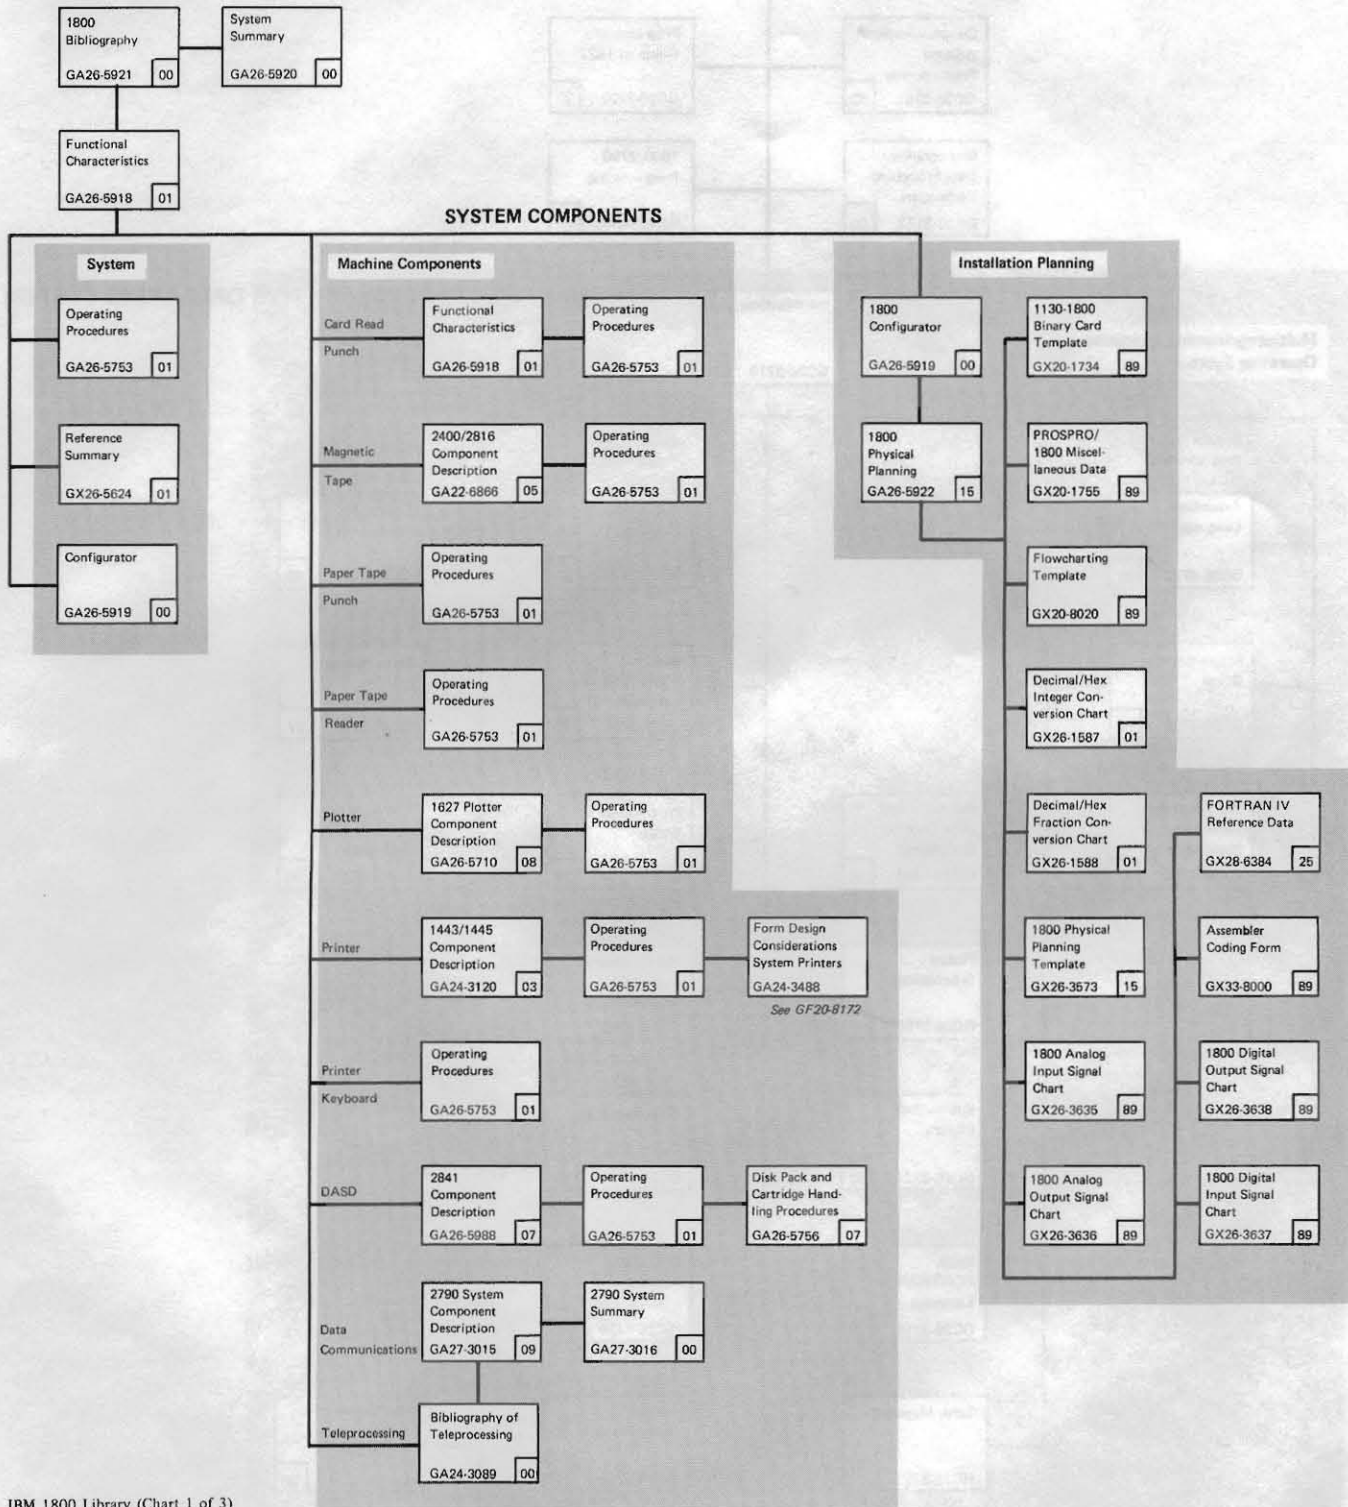 1800
Bibliography
GA26-5921 00
System
Summary
GA26-5920 00
Functional
Characteristics
GA26-5918 01
SYSTEM COMPONENTS
System
Operating
Procedures
GA26-5753 01
Reference
Summary
GX26-5624 01
Configurator
GA26-5919 00
Machine Components
Card Read
Punch
Functional
Characteristics
GA26-5918 01
Operating
Procedures
GA26-5753 01
Magnetic
Tape
2400/2816
Component
Description
GA22-6866 05
Operating
Procedures
GA26-5753 01
Paper Tape
Punch
Operating
Procedures
GA26-5753 01
Paper Tape
Reader
Operating
Procedures
GA26-5753 01
Plotter
1627 Plotter
Component
Description
GA26-5710 08
Operating
Procedures
GA26-5753 01
Printer
1443/1445
Component
Description
GA24-3120 03
Operating
Procedures
GA26-5753 01
Form Design
Considerations
System Printers
GA24-3488
See GF20-8172
Printer
Keyboard
Operating
Procedures
GA26-5753 01
DASD
2841
Component
Description
GA26-5988 07
Operating
Procedures
GA26-5753 01
Disk Pack and
Cartridge Hand-
ling Procedures
GA26-5756 07
Data
Communications
2790 System
Component
Description
GA27-3015 09
2790 System
Summary
GA27-3016 00
Teleprocessing
Bibliography of
Teleprocessing
GA24-3089 00
Installation Planning
1800
Configurator
GA26-5919 00
1800
Physical
Planning
GA26-5922 15
1130-1800
Binary Card
Template
GX20-1734 89
PROSPRO/
1800 Miscel-
laneous Data
GX20-1755 89
Flowcharting
Template
GX20-8020 89
Decimal/Hex
Integer Con-
version Chart
GX26-1587 01
Decimal/Hex
Fraction Con-
version Chart
GX26-1588 01
1800 Physical
Planning
Template
GX26-3573 15
1800 Analog
Input Signal
Chart
GX26-3635 89
1800 Analog
Output Signal
Chart
GX26-3636 89
FORTRAN IV
Reference Data
GX28-6384 25
Assembler
Coding Form
GX33-8000 89
1800 Digital
Output Signal
Chart
GX26-3638 89
1800 Digital
Input Signal
Chart
GX26-3637 89
IBM 1800 Library (Chart 1 of 3)